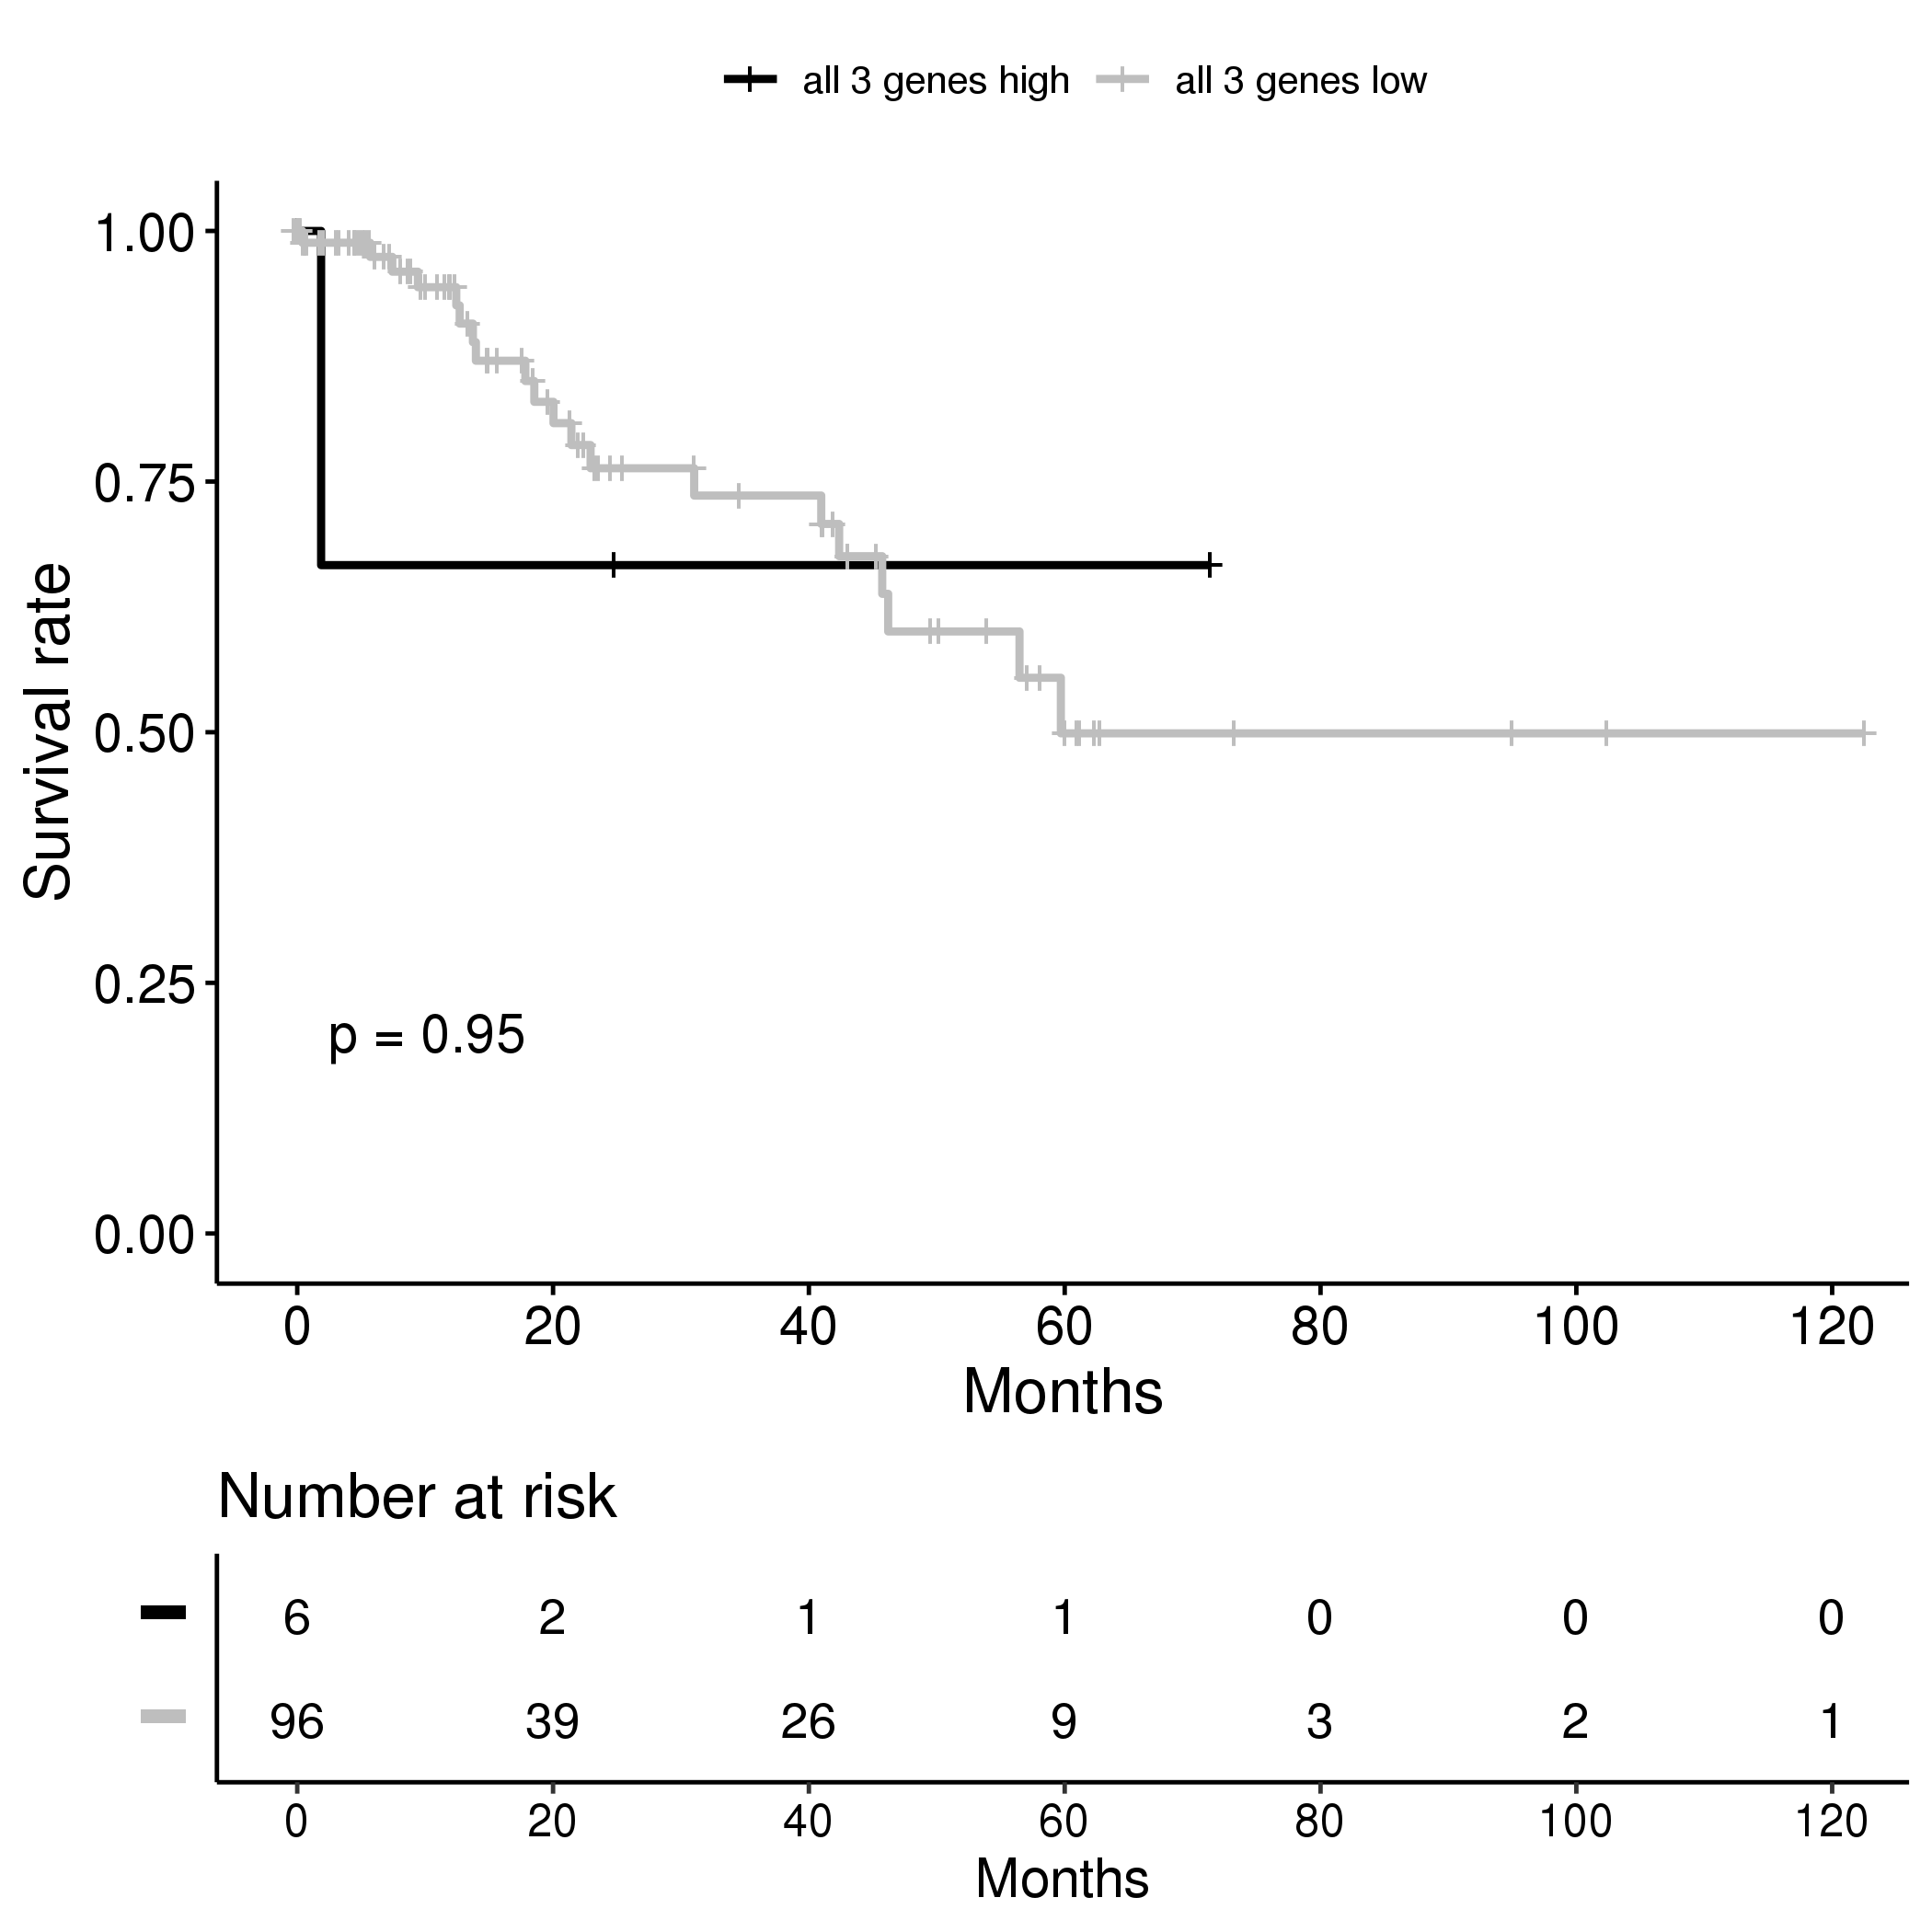 all 3 genes high all 3 genes low
1.00
0.75
0.50
0.25
0.00
Survival rate
p = 0.95
0 20 40 60 80 100 120
Months
Number at risk
6 2 1 1 0 0 0
96 39 26 9 3 2 1
0 20 40 60 80 100 120
Months